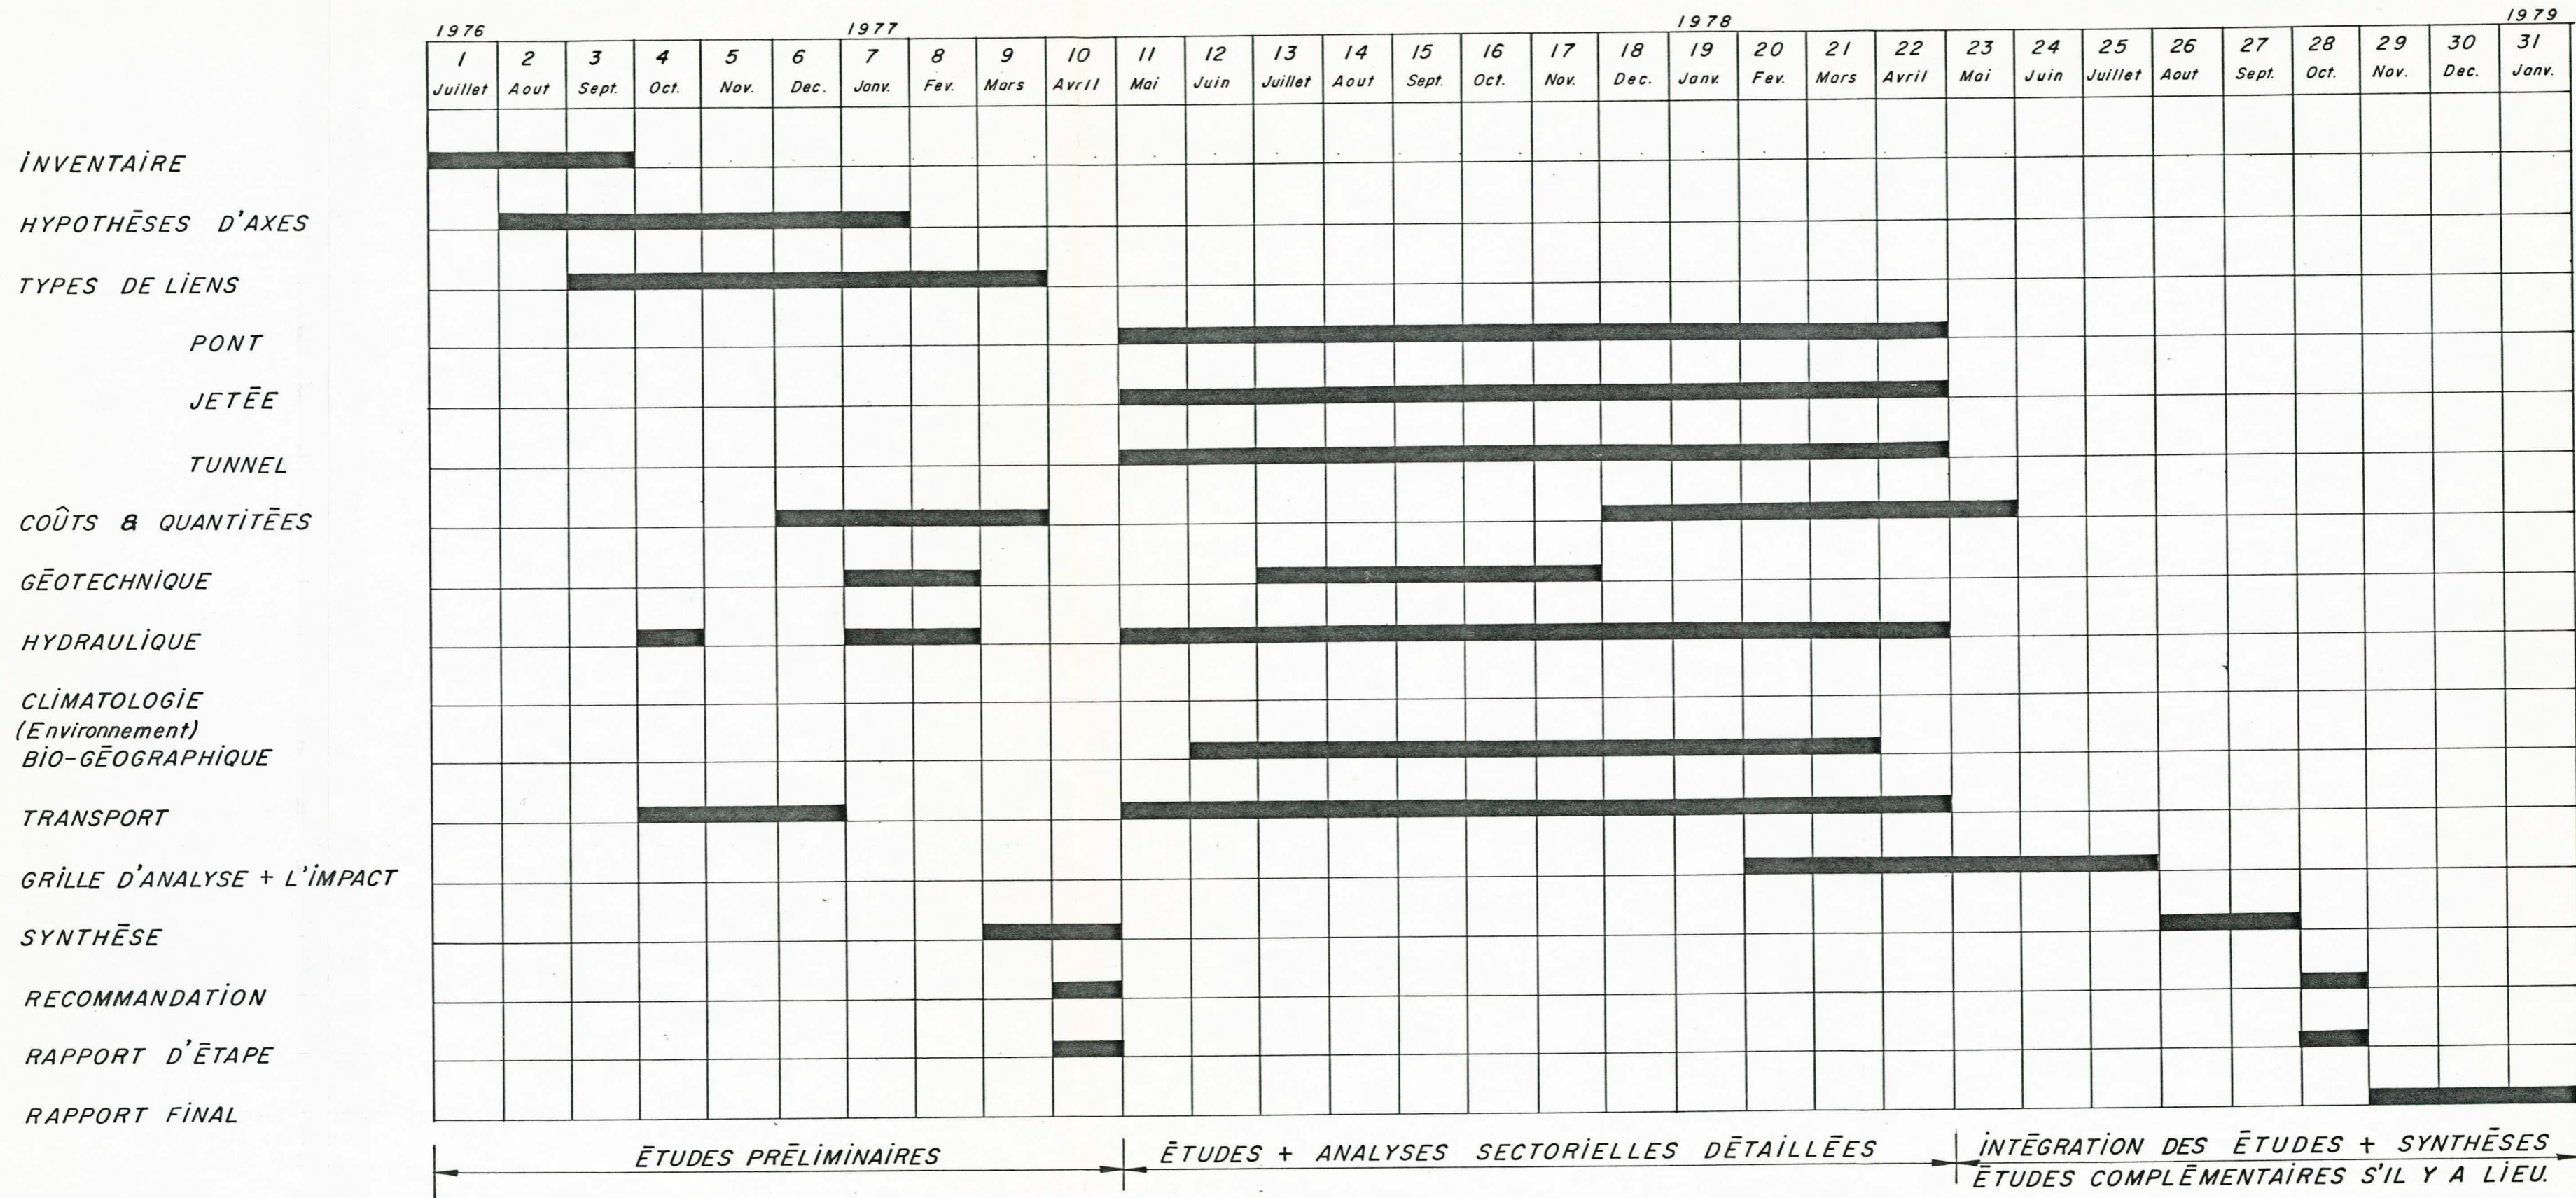 1976 1977 1978 1979
1 2 3 4 5 6 7 8 9 10 11 12 13 14 15 16 17 18 19 20 21 22 23 24 25 26 27 28 29 30 31
Juillet Aout Sept. Oct. Nov. Dec. Janv. Fev. Mars Avril Mai Juin Juillet Aout Sept. Oct. Nov. Dec. Janv. Fev. Mars Avril Mai Juin Juillet Aout Sept. Oct. Nov. Dec. Janv.
INVENTAIRE
HYPOTHĒSES D'AXES
TYPES DE LIENS
PONT
JETĒE
TUNNEL
COÛTS & QUANTITĒES
GĒOTECHNIQUE
HYDRAULIQUE
CLIMATOLOGIE
(Environnement)
BIO-GĒOGRAPHIQUE
TRANSPORT
GRILLE D'ANALYSE + L'IMPACT
SYNTHĒSE
RECOMMANDATION
RAPPORT D'ĒTAPE
RAPPORT FINAL
ĒTUDES PRĒLIMINAIRES
ĒTUDES + ANALYSES SECTORIELLES DĒTAILLĒES
INTĒGRATION DES ĒTUDES + SYNTHĒSES
ĒTUDES COMPLĒMENTAIRES S'IL Y A LIEU.